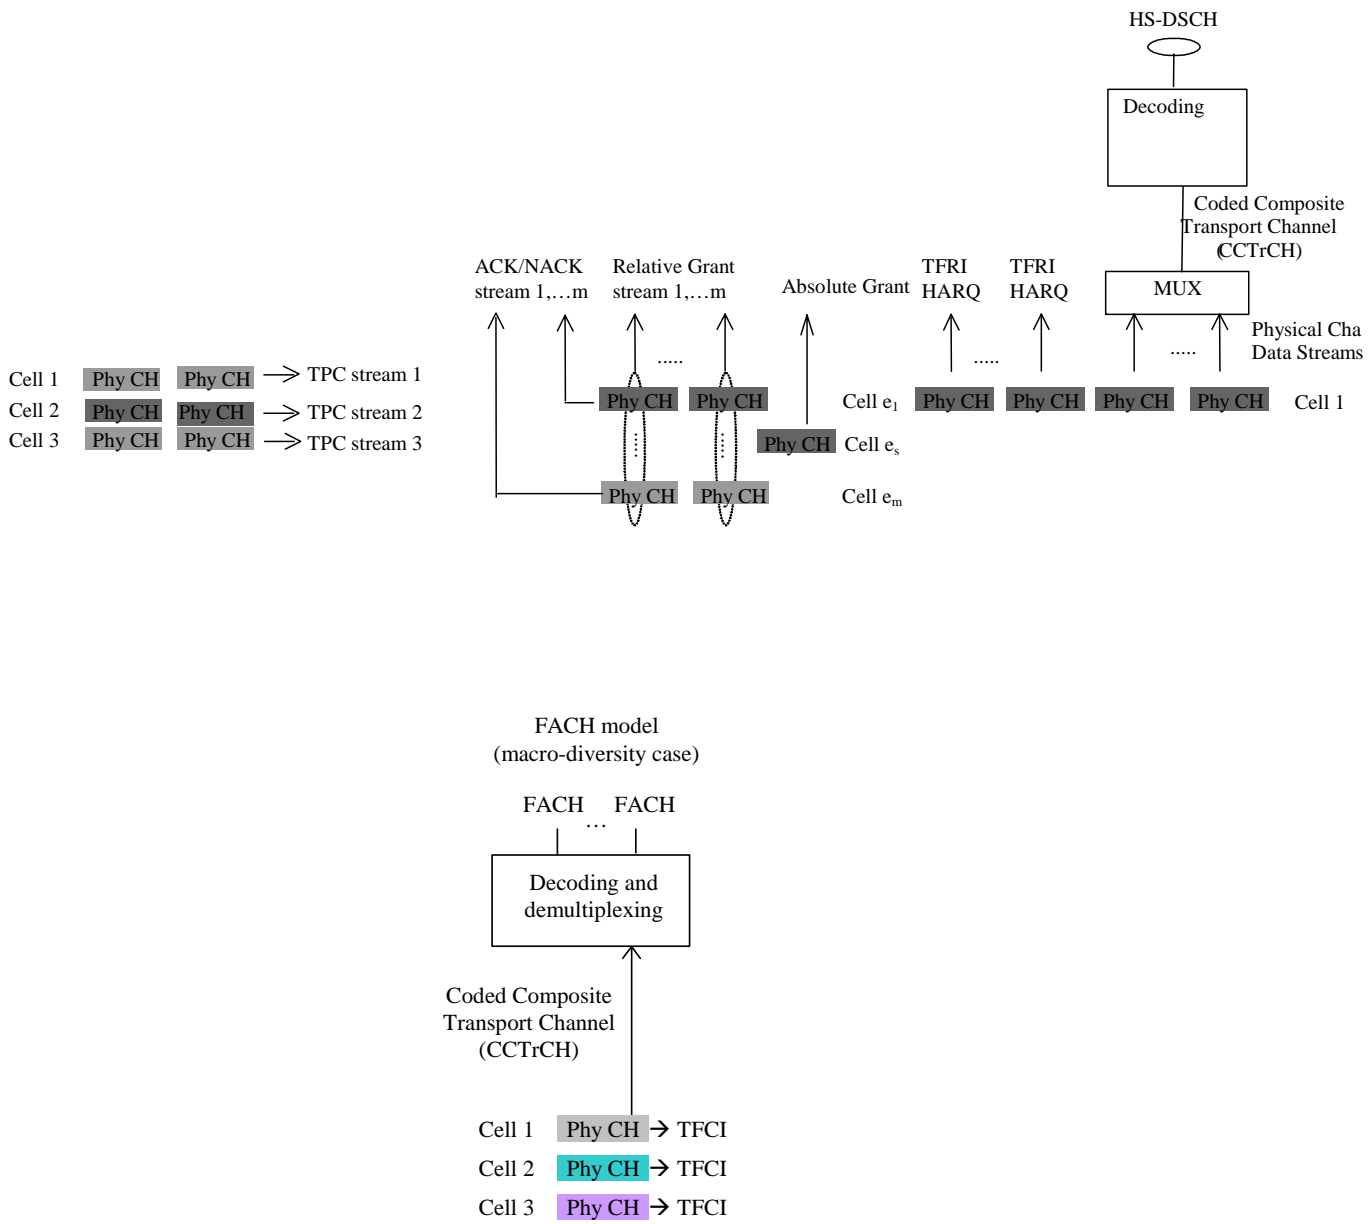 HS-DSCH
Decoding
Coded Composite
Transport Channel
(CCTrCH)
MUX
Physical Cha
Data Streams
ACK/NACK
stream 1,…m
Relative Grant
stream 1,…m
Absolute Grant
TFRI
HARQ
TFRI
HARQ
.....
.....
.....
Cell 1 Phy CH Phy CH TPC stream 1
Cell 2 Phy CH Phy CH TPC stream 2
Cell 3 Phy CH Phy CH TPC stream 3
Phy CH Phy CH Cell e1 Phy CH Phy CH Phy CH Phy CH Cell 1
Phy CH Cell es
Phy CH Phy CH Cell em
FACH model
(macro-diversity case)
FACH … FACH
Decoding and
demultiplexing
Coded Composite
Transport Channel
(CCTrCH)
Cell 1 Phy CH → TFCI
Cell 2 Phy CH → TFCI
Cell 3 Phy CH → TFCI